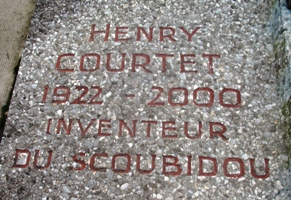 HENRY
COURTET
1922 - 2000
INVENTEUR
DU SCOUBIDOU